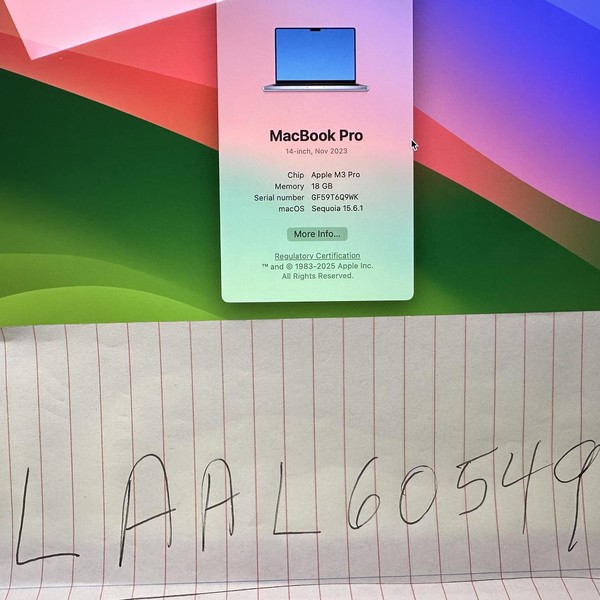 MacBook Pro
14-inch, Nov 2023
Chip Apple M3 Pro
Memory 18 GB
Serial number GF59T6Q9WK
macOS Sequoia 15.6.1
More Info...
Regulatory Certification
™ and © 1983-2025 Apple Inc.
All Rights Reserved.
LAAL60549